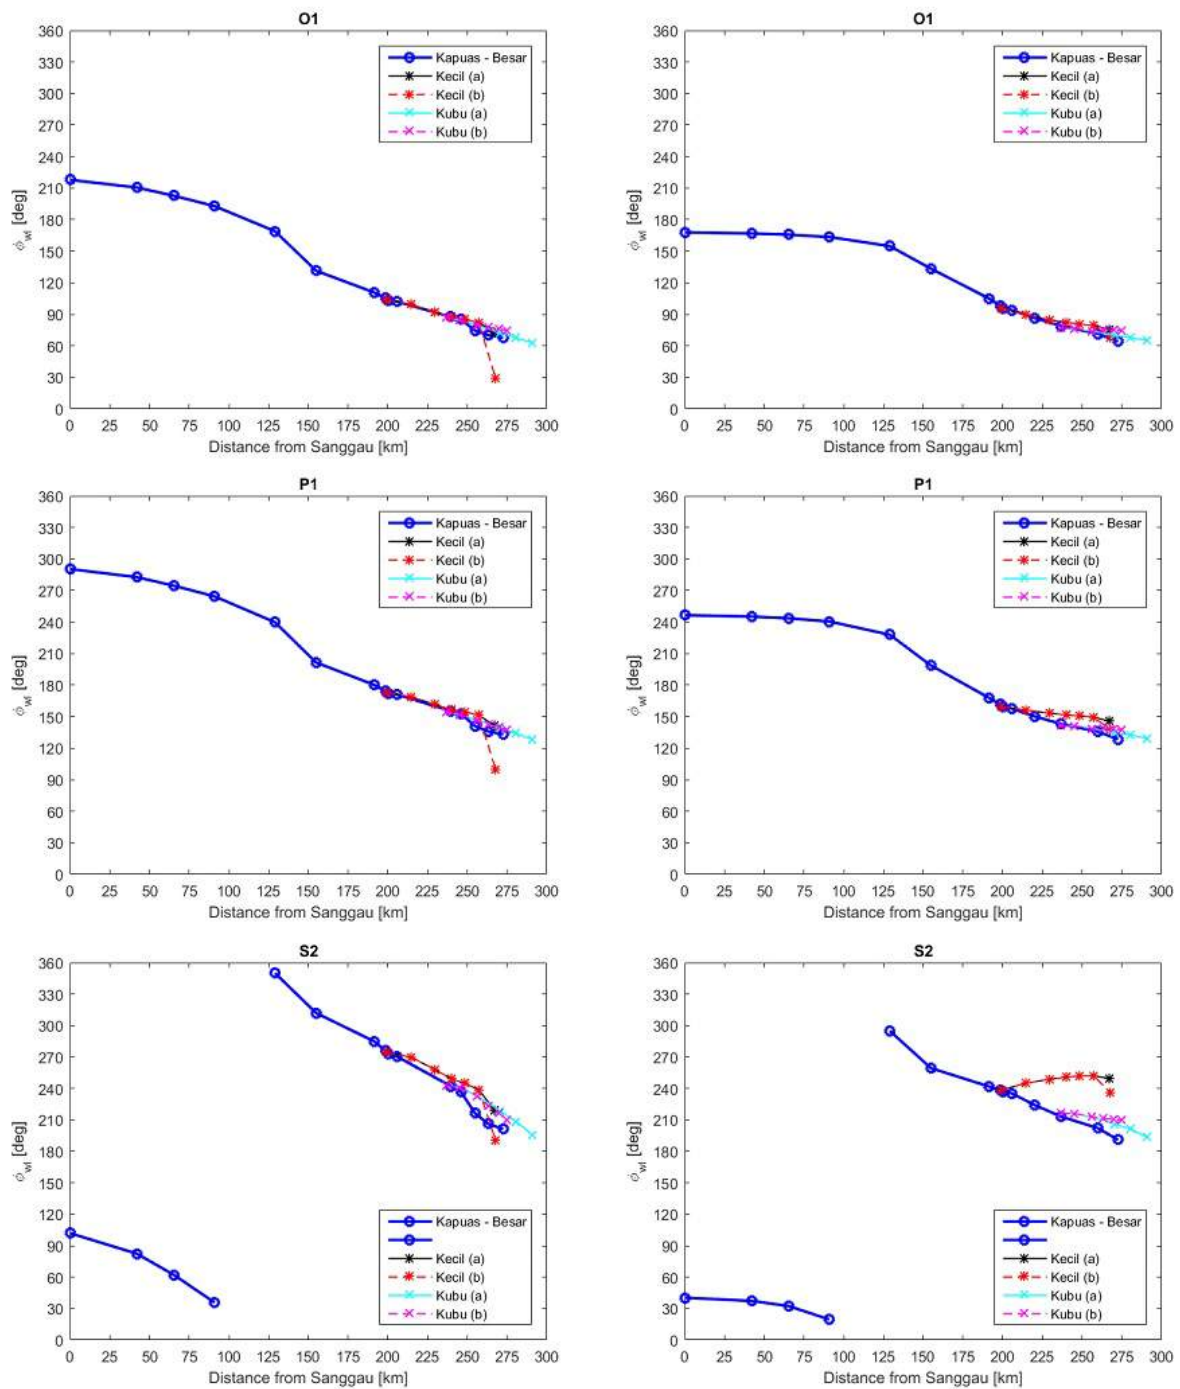 O1
360
330
300
270
240
210
180
150
120
90
60
30
0
ϕwl [deg]
Kapuas - Besar
Kecil (a)
Kecil (b)
Kubu (a)
Kubu (b)
0 25 50 75 100 125 150 175 200 225 250 275 300
Distance from Sanggau [km]
O1
360
330
300
270
240
210
180
150
120
90
60
30
0
ϕwl [deg]
Kapuas - Besar
Kecil (a)
Kecil (b)
Kubu (a)
Kubu (b)
0 25 50 75 100 125 150 175 200 225 250 275 300
Distance from Sanggau [km]
P1
360
330
300
270
240
210
180
150
120
90
60
30
0
ϕwl [deg]
Kapuas - Besar
Kecil (a)
Kecil (b)
Kubu (a)
Kubu (b)
0 25 50 75 100 125 150 175 200 225 250 275 300
Distance from Sanggau [km]
P1
360
330
300
270
240
210
180
150
120
90
60
30
0
ϕwl [deg]
Kapuas - Besar
Kecil (a)
Kecil (b)
Kubu (a)
Kubu (b)
0 25 50 75 100 125 150 175 200 225 250 275 300
Distance from Sanggau [km]
S2
360
330
300
270
240
210
180
150
120
90
60
30
0
ϕwl [deg]
Kapuas - Besar
Kecil (a)
Kecil (b)
Kubu (a)
Kubu (b)
0 25 50 75 100 125 150 175 200 225 250 275 300
Distance from Sanggau [km]
S2
360
330
300
270
240
210
180
150
120
90
60
30
0
ϕwl [deg]
Kapuas - Besar
Kecil (a)
Kecil (b)
Kubu (a)
Kubu (b)
0 25 50 75 100 125 150 175 200 225 250 275 300
Distance from Sanggau [km]